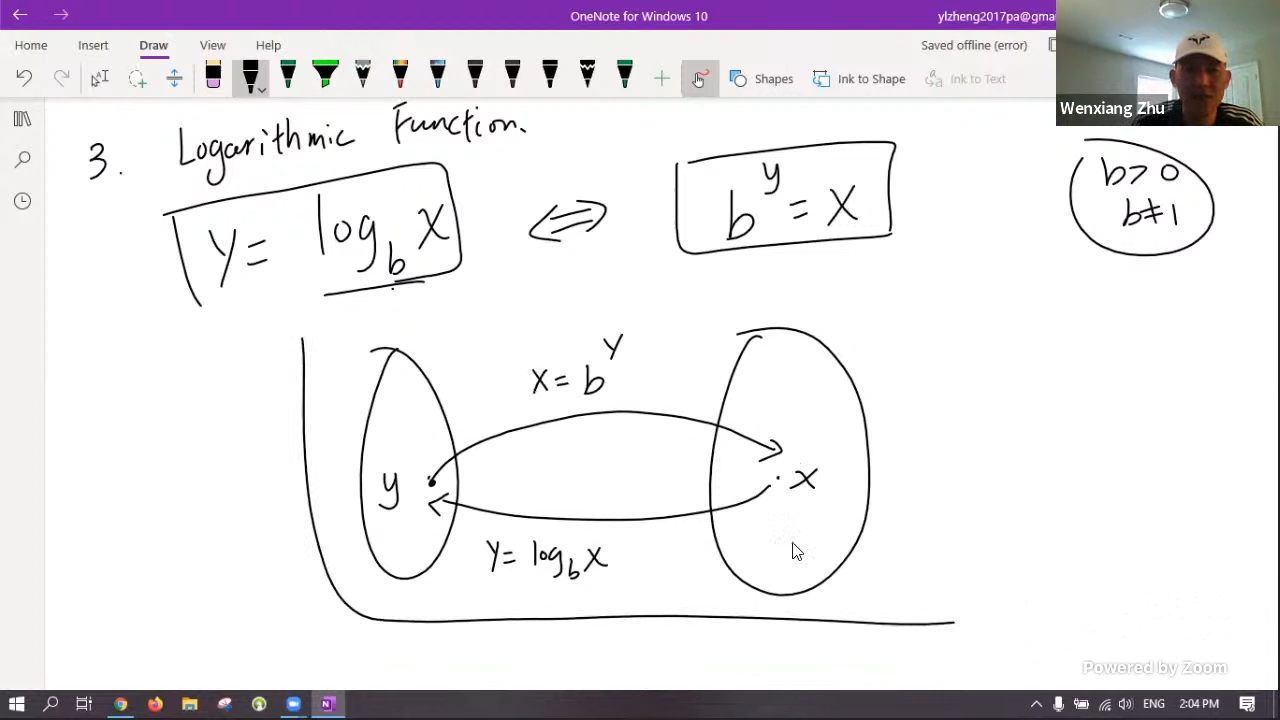 OneNote for Windows 10
ylzheng2017pa@gma
Home Insert Draw View Help
Saved offline (error)
Shapes Ink to Shape Ink to Text
Wenxiang Zhu
3. Logarithmic Function.
y = log_b x ⇔ b^y = x
b > 0
b ≠ 1
x = b^y
y
x
y = log_b x
Powered by Zoom
ENG 2:04 PM